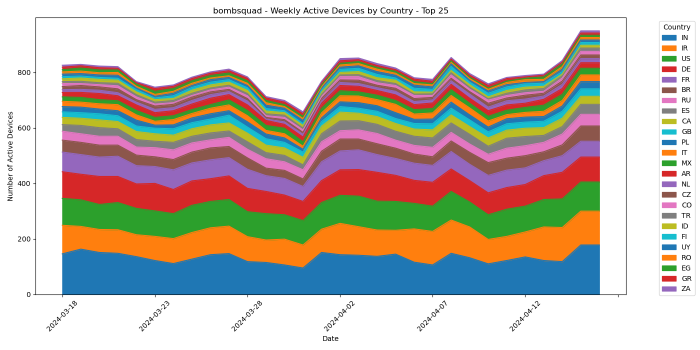 bombsquad - Weekly Active Devices by Country - Top 25
Number of Active Devices
800
600
400
200
0
2024-03-18
2024-03-23
2024-03-28
2024-04-02
2024-04-07
2024-04-12
Date
Country
IN
IR
US
DE
FR
BR
RU
ES
CA
GB
PL
IT
MX
AR
NL
CZ
CO
TR
ID
FI
UY
RO
EG
GR
ZA